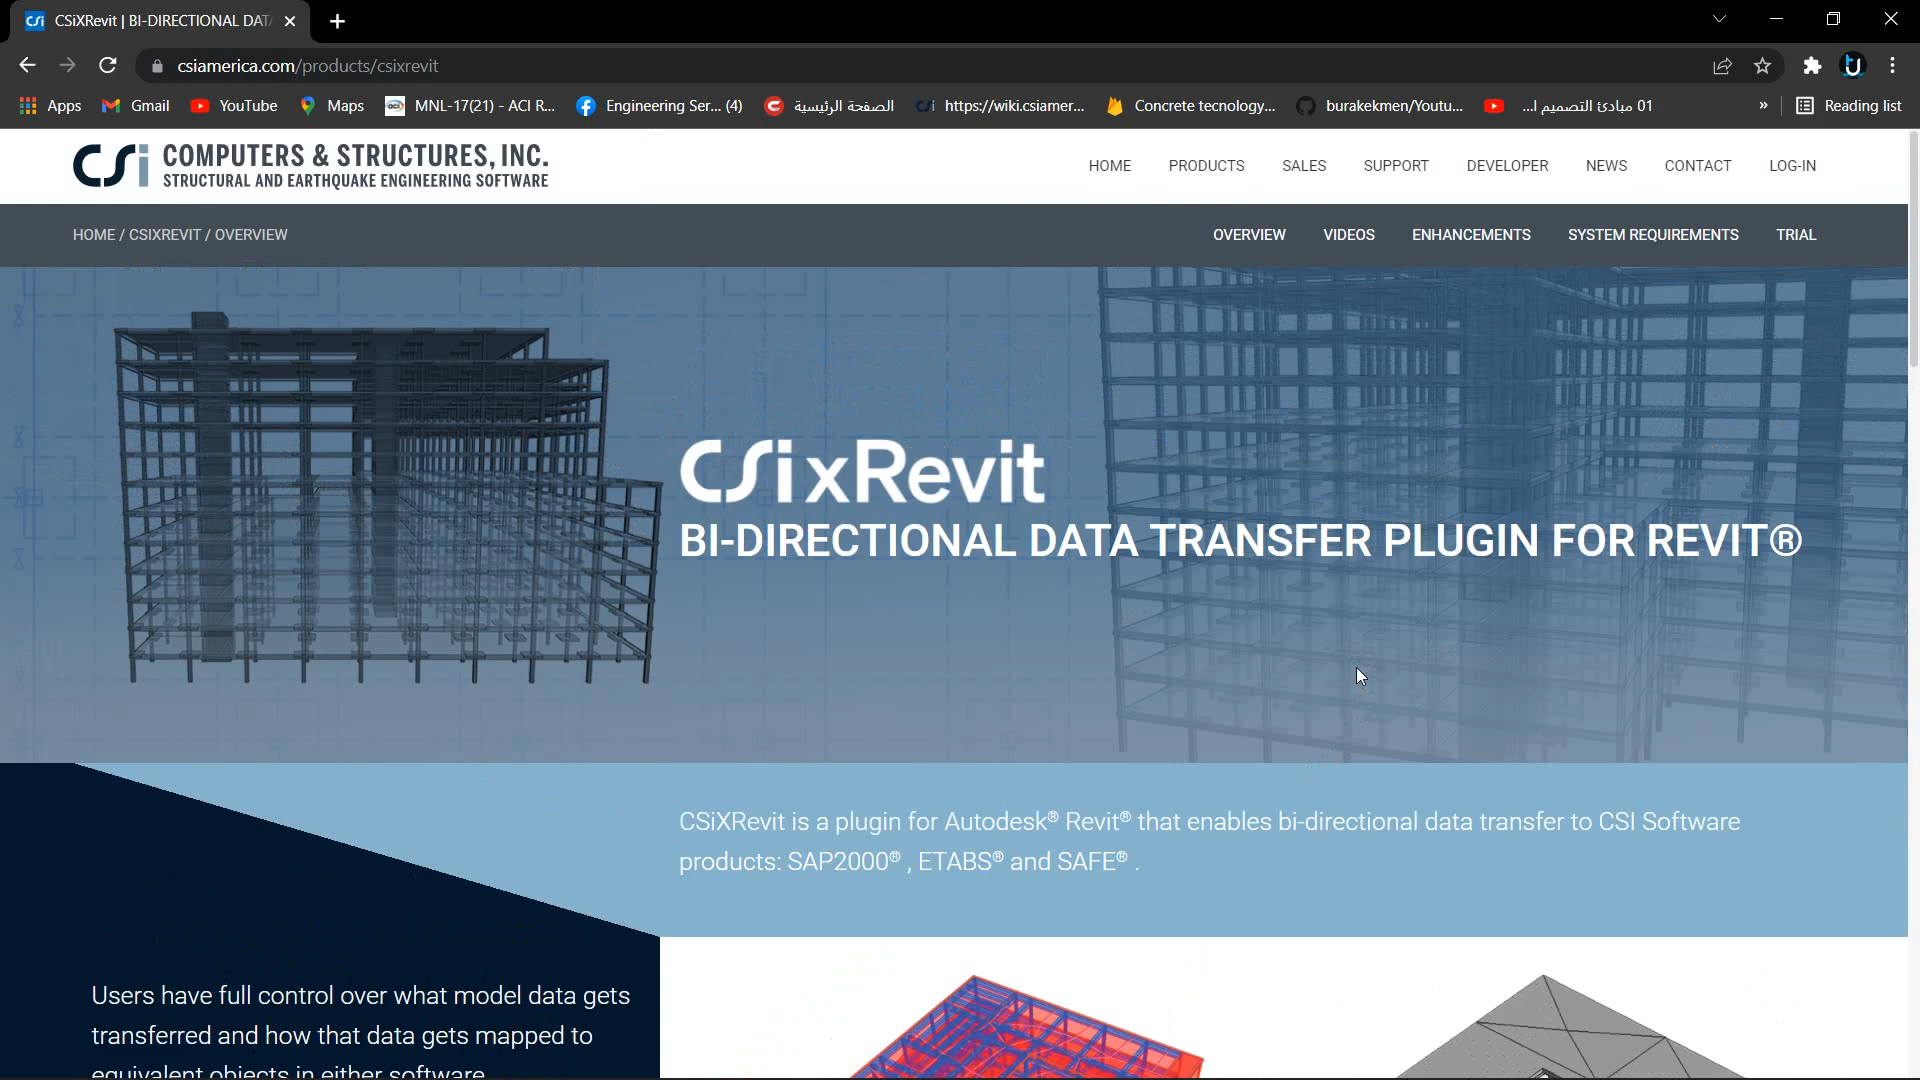 CSiXRevit | BI-DIRECTIONAL DAT
csiamerica.com/products/csixrevit
Apps
Gmail
YouTube
Maps
MNL-17(21) - ACI R...
Engineering Ser... (4)
الصفحة الرئيسية
https://wiki.csiamer...
Concrete tecnology...
burakekmen/Youtu...
01 مبادئ التصميم ا...
»
Reading list
CSi COMPUTERS & STRUCTURES, INC.
STRUCTURAL AND EARTHQUAKE ENGINEERING SOFTWARE
HOME PRODUCTS SALES SUPPORT DEVELOPER NEWS CONTACT LOG-IN
HOME / CSIXREVIT / OVERVIEW
OVERVIEW VIDEOS ENHANCEMENTS SYSTEM REQUIREMENTS TRIAL
CSixRevit
BI-DIRECTIONAL DATA TRANSFER PLUGIN FOR REVIT®
CSiXRevit is a plugin for Autodesk® Revit® that enables bi-directional data transfer to CSI Software
products: SAP2000® , ETABS® and SAFE® .
Users have full control over what model data gets
transferred and how that data gets mapped to
equivalent objects in either software.